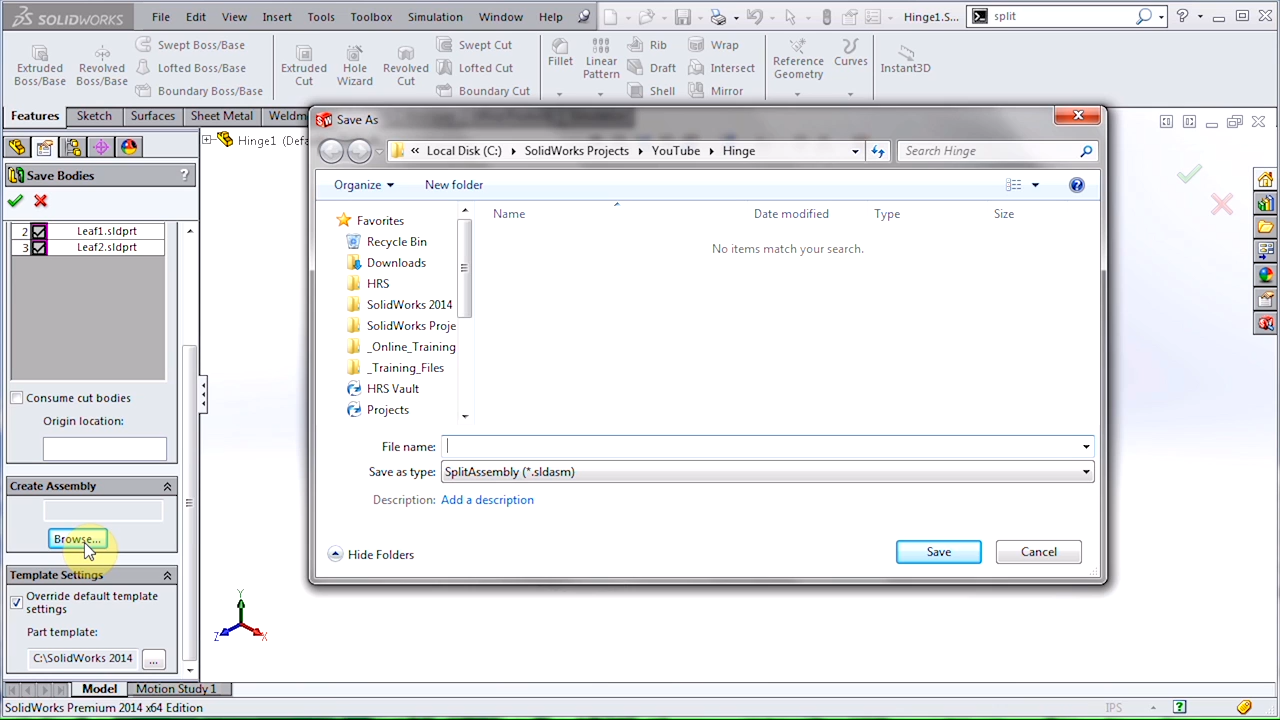 SOLIDWORKS File Edit View Insert Tools Toolbox Simulation Window Help Hinge1.S... split
Extruded Boss/Base
Revolved Boss/Base
Swept Boss/Base
Lofted Boss/Base
Boundary Boss/Base
Extruded Cut
Hole Wizard
Revolved Cut
Swept Cut
Lofted Cut
Boundary Cut
Fillet
Linear Pattern
Rib
Draft
Shell
Wrap
Intersect
Mirror
Reference Geometry
Curves
Instant3D
Features Sketch Surfaces Sheet Metal Weldm
Hinge1 (Defa
Save Bodies ?
2 Leaf1.sldprt
3 Leaf2.sldprt
Consume cut bodies
Origin location:
Create Assembly
Browse...
Template Settings
Override default template
settings
Part template:
C:\SolidWorks 2014 ...
Save As
« Local Disk (C:) SolidWorks Projects YouTube Hinge Search Hinge
Organize New folder
Favorites
Recycle Bin
Downloads
HRS
SolidWorks 2014
SolidWorks Proje
_Online_Training
_Training_Files
HRS Vault
Projects
Name Date modified Type Size
No items match your search.
File name:
Save as type: SplitAssembly (*.sldasm)
Description: Add a description
Hide Folders Save Cancel
Y
Z X
Model Motion Study 1
SolidWorks Premium 2014 x64 Edition IPS ?